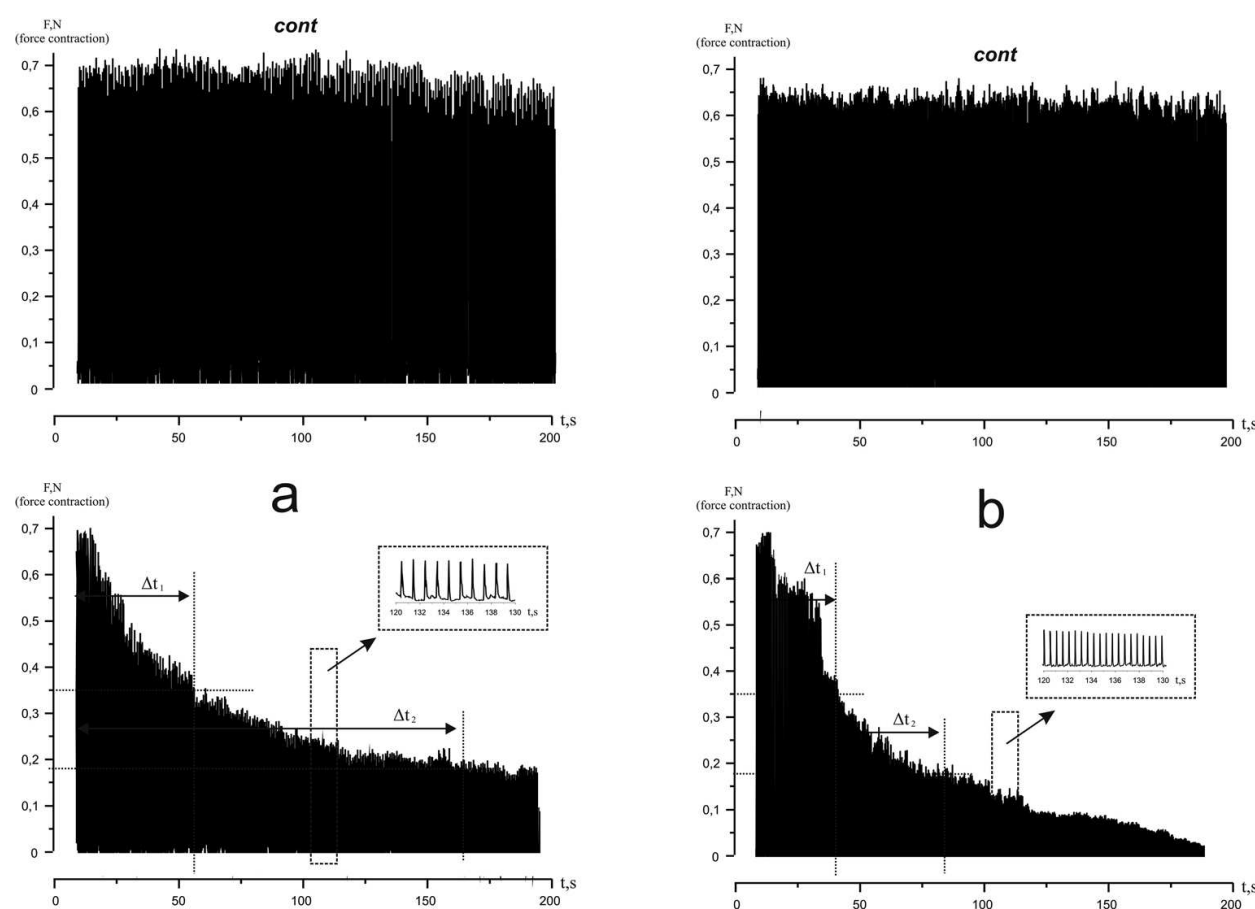 F,N
(force contraction)
cont
0,7
0,6
0,5
0,4
0,3
0,2
0,1
0
0 50 100 150 200
t,s
F,N
(force contraction)
cont
0,7
0,6
0,5
0,4
0,3
0,2
0,1
0
0 50 100 150 200
t,s
F,N
(force contraction)
a
0,7
0,6
0,5
0,4
0,3
0,2
0,1
0
Δt1
Δt2
120 132 134 136 138 130
t,s
0 50 100 150 200
t,s
F,N
(force contraction)
b
0,7
0,6
0,5
0,4
0,3
0,2
0,1
0
Δt1
Δt2
120 132 134 136 138 130
t,s
0 50 100 150 200
t,s